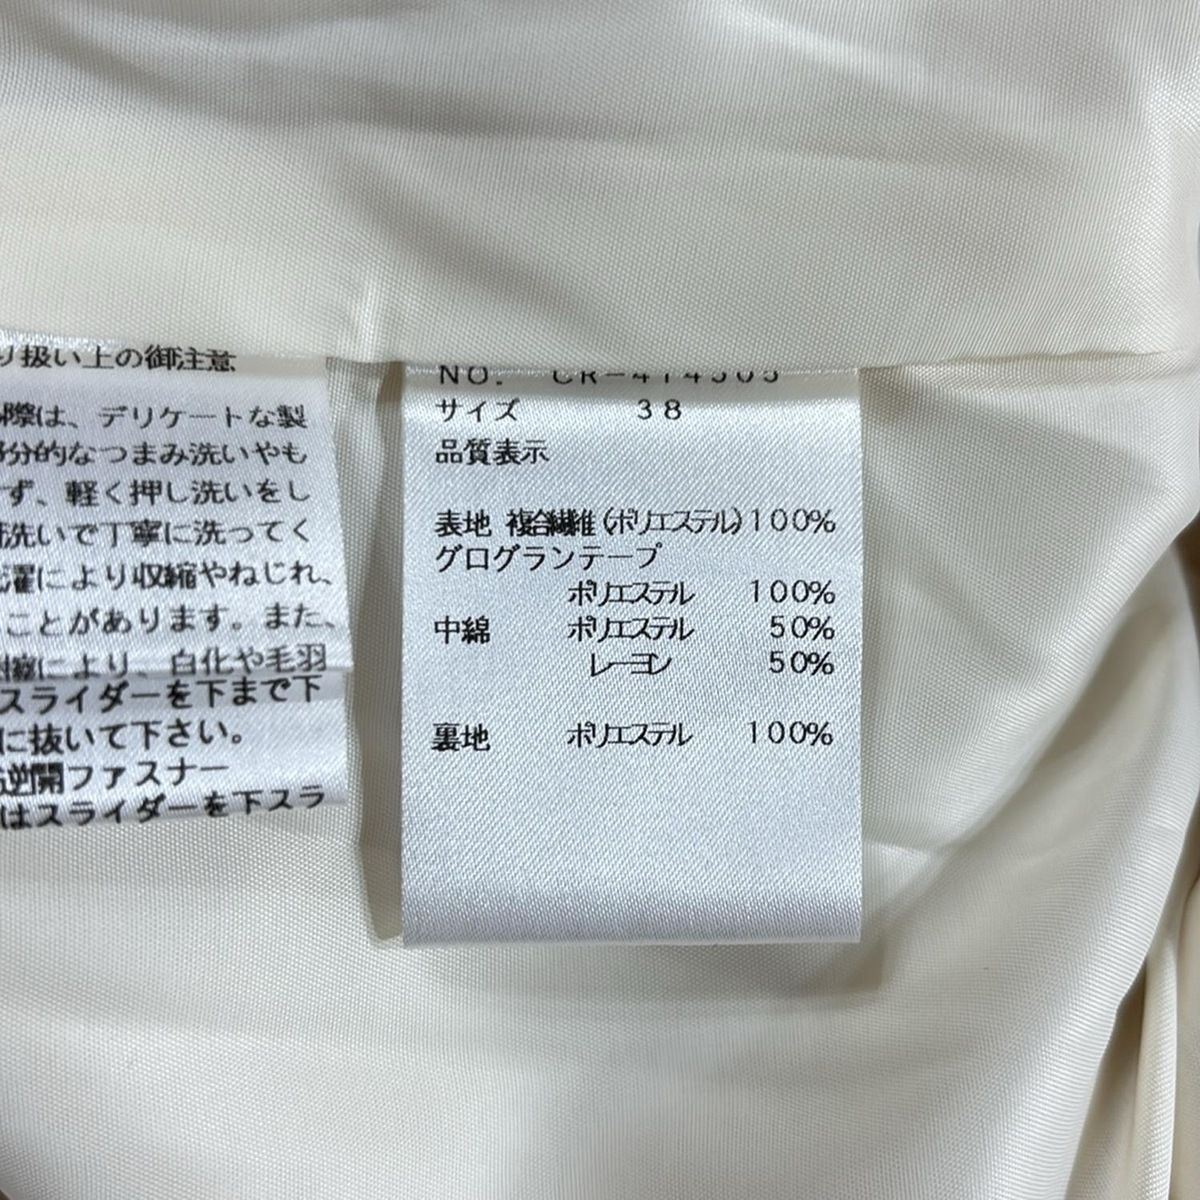 り扱い上の御注意
際は、デリケートな製
分的なつまみ洗いやも
ず、軽く押し洗いをし
洗いで丁寧に洗ってく
濯により収縮やねじれ、
ことがあります。また、
により、白化や毛羽
スライダーを下まで下
に抜いて下さい。
逆開ファスナー
はスライダーを下スラ
NO. CR-414505
サイズ 38
品質表示
表地 複合繊維(ポリエステル)100%
グログランテープ
ポリエステル 100%
中綿 ポリエステル 50%
レーヨン 50%
裏地 ポリエステル 100%